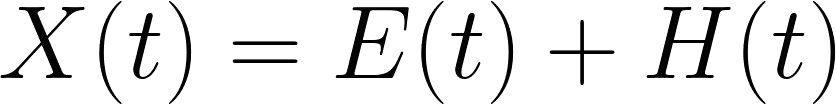 X(t) = E(t) + H(t)